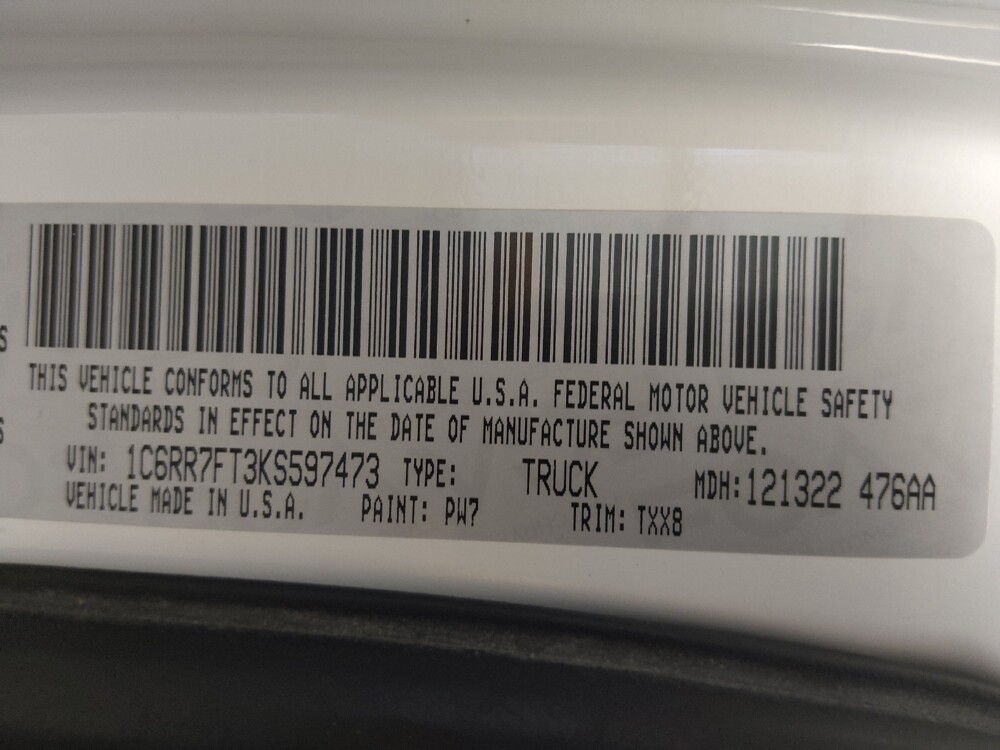 S
THIS VEHICLE CONFORMS TO ALL APPLICABLE U.S.A. FEDERAL MOTOR VEHICLE SAFETY
S
STANDARDS IN EFFECT ON THE DATE OF MANUFACTURE SHOWN ABOVE.
VIN: 1C6RR7FT3KS597473 TYPE: TRUCK MDH: 121322 476AA
VEHICLE MADE IN U.S.A. PAINT: PW7 TRIM: TXX8